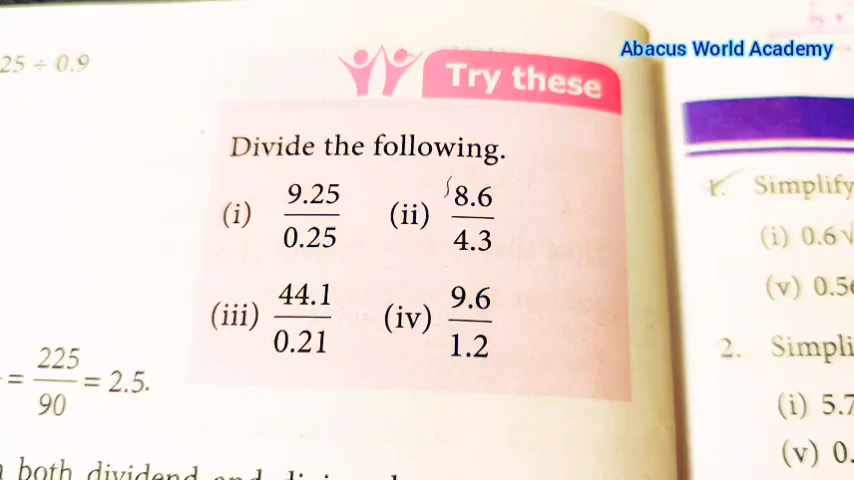 Abacus World Academy
25 ÷ 0.9
Try these
Divide the following.
(i) 9.25/0.25 (ii) 8.6/4.3
(iii) 44.1/0.21 (iv) 9.6/1.2
= 225/90 = 2.5.
both dividend and
1. Simplify
(i) 0.6
(v) 0.5
2. Simpli
(i) 5.7
(v) 0.